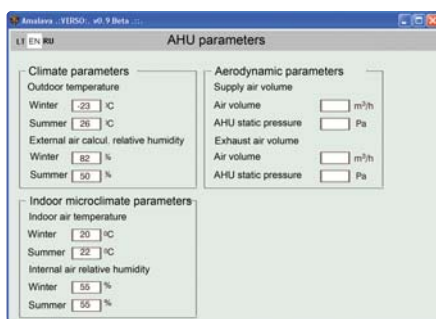 Amalava .:VERSO:. v0.9 Beta .::.
LT EN RU
AHU parameters
Climate parameters
Outdoor temperature
Winter -23 °C
Summer 26 °C
External air calcul. relative humidity
Winter 82 %
Summer 50 %
Indoor microclimate parameters
Indoor air temperature
Winter 20 °C
Summer 22 °C
Internal air relative humidity
Winter 55 %
Summer 55 %
Aerodynamic parameters
Supply air volume
Air volume m³/h
AHU static pressure Pa
Exhaust air volume
Air volume m³/h
AHU static pressure Pa